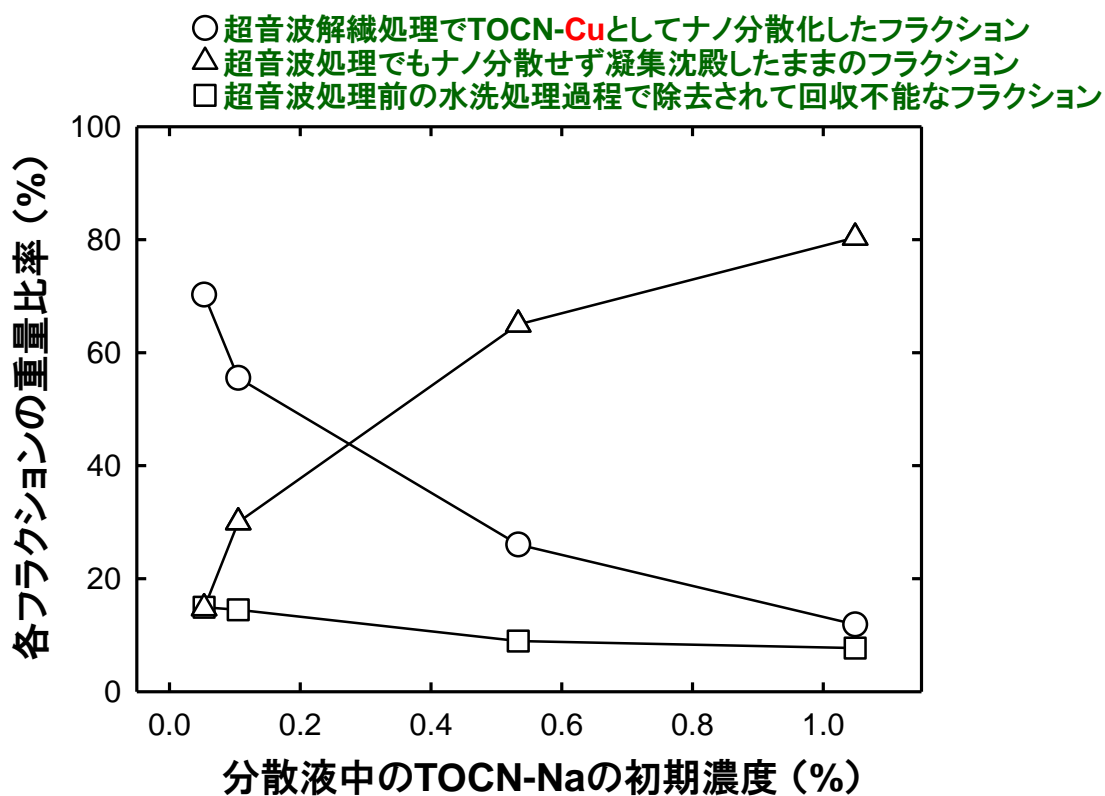 ○超音波解繊処理でTOCN-Cuとしてナノ分散化したフラクション
△超音波処理でもナノ分散せず凝集沈殿したままのフラクション
□超音波処理前の水洗処理過程で除去されて回収不能なフラクション
各フラクションの重量比率(%)
100
80
60
40
20
0
0.0 0.2 0.4 0.6 0.8 1.0
分散液中のTOCN-Naの初期濃度(%)